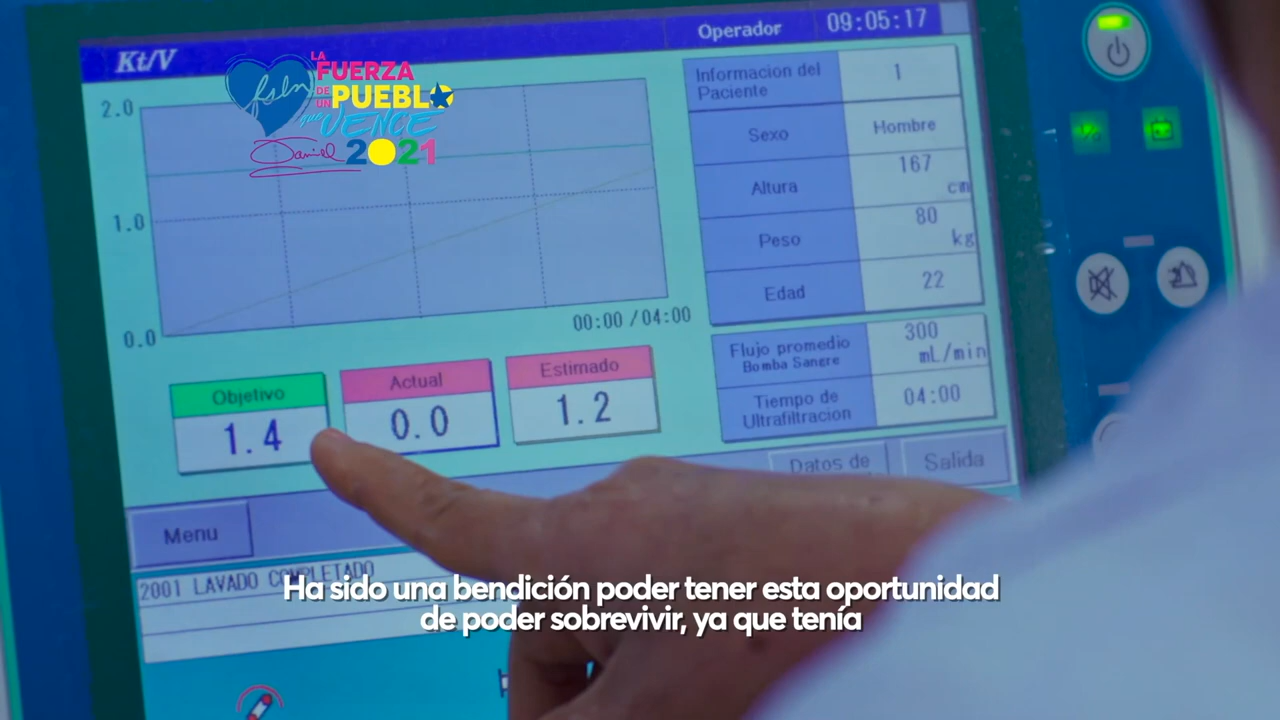 Kt/V
Operador
09:05:17
fsln
LA
FUERZA
DE UN
PUEBLO
que VENCE
Daniel 2021
2.0
1.0
0.0
00:00 / 04:00
Informacion del
Paciente
1
Sexo
Hombre
Altura
167
cm
Peso
80
kg
Edad
22
Flujo promedio
Bomba Sangre
300
mL/min
Tiempo de
Ultrafiltracion
04:00
Objetivo
1.4
Actual
0.0
Estimado
1.2
Datos de
Salida
Menu
2001 LAVADO COMPLETADO
Ha sido una bendición poder tener esta oportunidad
de poder sobrevivir, ya que tenía